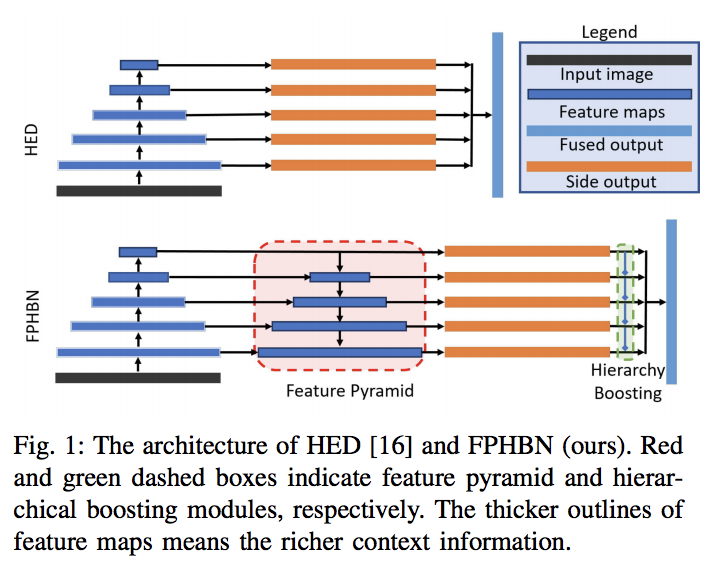 Legend
Input image
Feature maps
Fused output
Side output
HED
FPHBN
Feature Pyramid
Hierarchy
Boosting
Fig. 1: The architecture of HED [16] and FPHBN (ours). Red
and green dashed boxes indicate feature pyramid and hierar-
chical boosting modules, respectively. The thicker outlines of
feature maps means the richer context information.